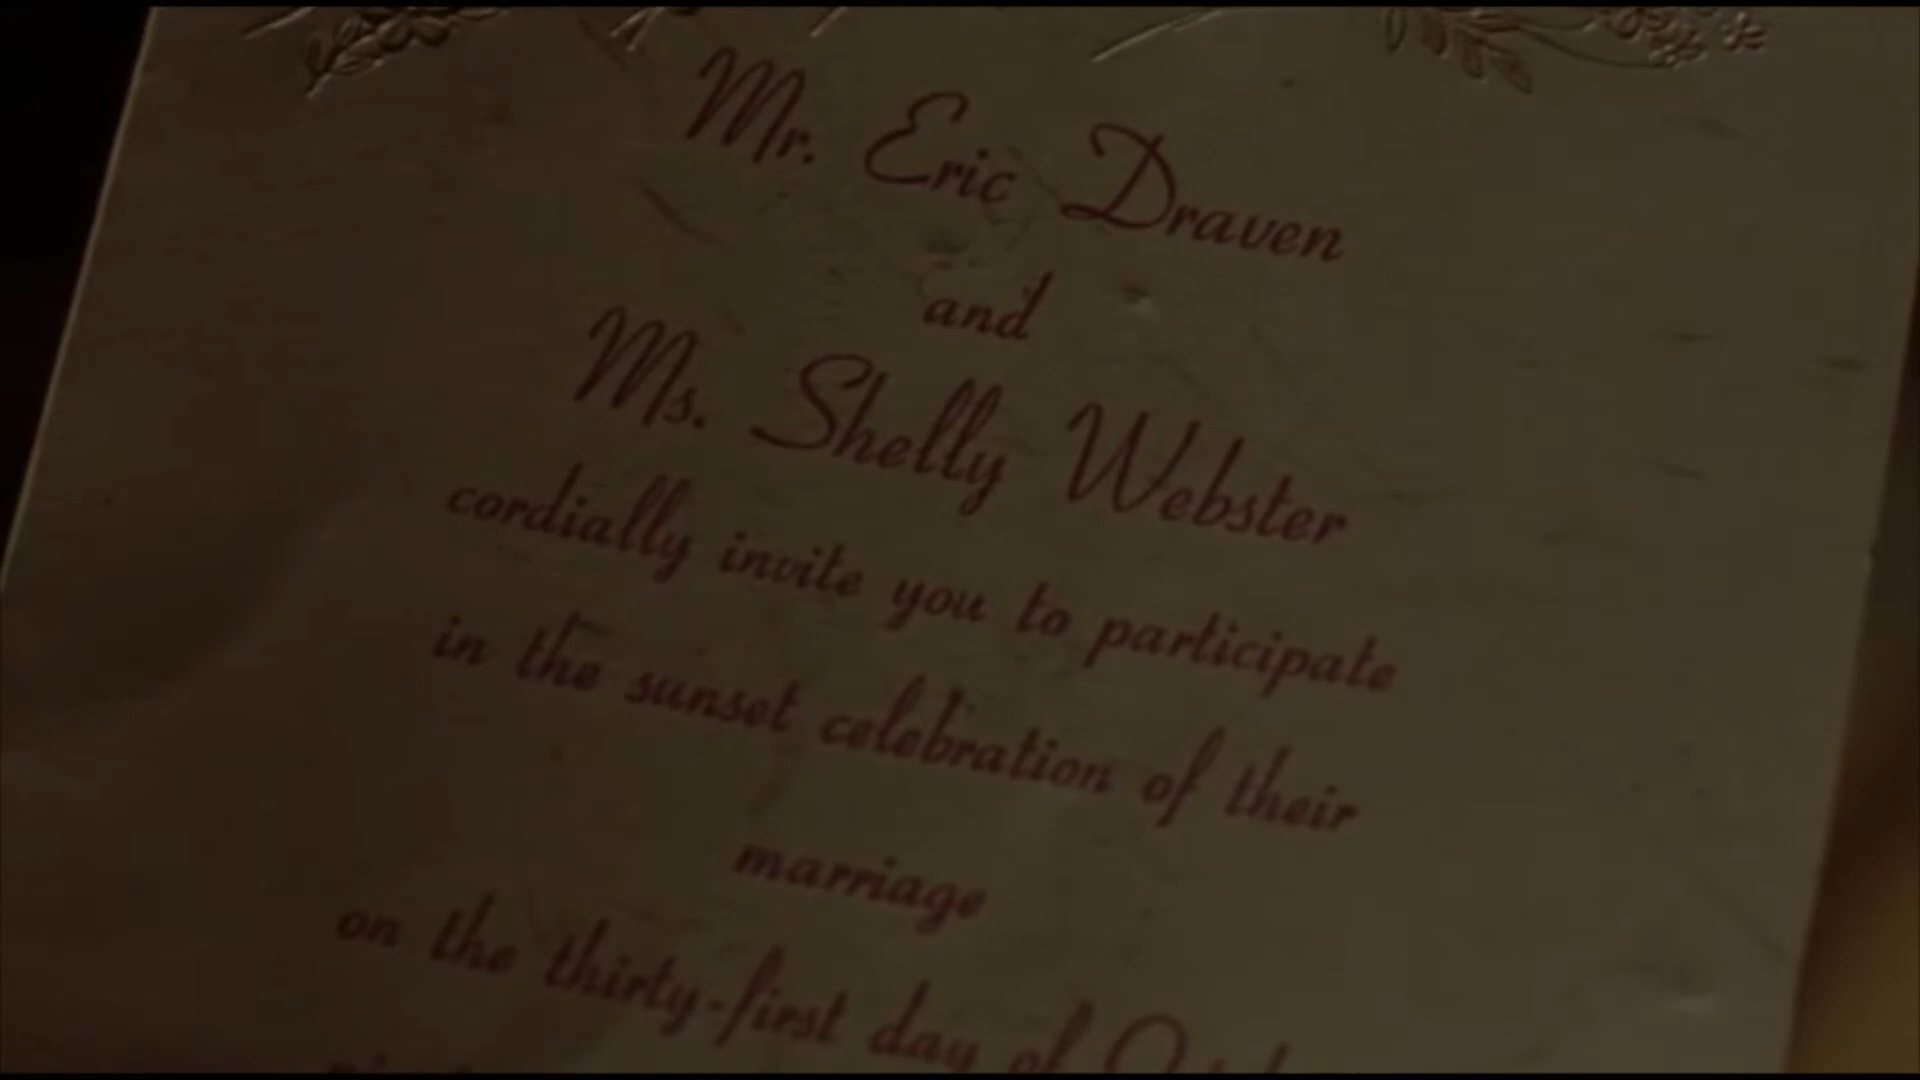 Mr. Eric Draven
and
Ms. Shelly Webster
cordially invite you to participate
in the sunset celebration of their
marriage
on the thirty-first day of